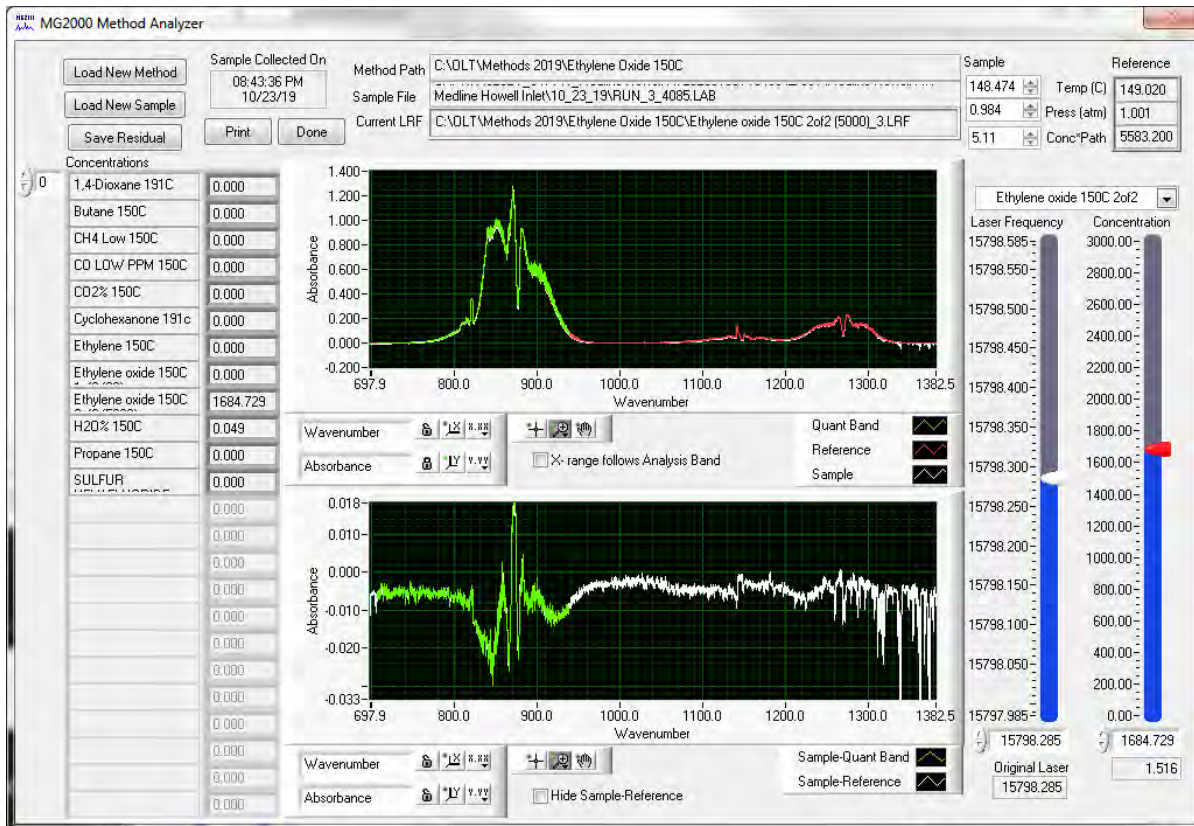 MG2000 Method Analyzer
Load New Method
Load New Sample
Save Residual
Sample Collected On
08:43:36 PM
10/23/19
Print
Done
Method Path
C:\OLT\Methods 2019\Ethylene Oxide 150C
Sample File
Medline Howell Inlet\10_23_19\RUN_3_4085.LAB
Current LRF
C:\OLT\Methods 2019\Ethylene Oxide 150C\Ethylene oxide 150C 2of2 (5000)_3.LRF
Sample
Reference
148.474
Temp (C)
149.020
0.984
Press (atm)
1.001
5.11
Conc*Path
5583.200
Concentrations
0
1,4-Dioxane 191C
0.000
Butane 150C
0.000
CH4 Low 150C
0.000
CO LOW PPM 150C
0.000
CO2% 150C
0.000
Cyclohexanone 191c
0.000
Ethylene 150C
0.000
Ethylene oxide 150C
0.000
Ethylene oxide 150C
1684.729
H2O% 150C
0.049
Propane 150C
0.000
SULFUR
0.000
0.000
0.000
0.000
0.000
0.000
0.000
0.000
0.000
0.000
0.000
0.000
0.000
Absorbance
1.400
1.200
1.000
0.800
0.600
0.400
0.200
0.000
-0.200
697.9
800.0
900.0
1000.0
1100.0
1200.0
1300.0
1382.5
Wavenumber
Wavenumber
X.XX
Absorbance
Y.YY
X- range follows Analysis Band
Quant Band
Reference
Sample
Absorbance
0.018
0.010
0.000
-0.010
-0.020
-0.033
697.9
800.0
900.0
1000.0
1100.0
1200.0
1300.0
1382.5
Wavenumber
Wavenumber
X.XX
Absorbance
Y.YY
Hide Sample-Reference
Sample-Quant Band
Sample-Reference
Ethylene oxide 150C 2of2
Laser Frequency
15798.585
15798.550
15798.500
15798.450
15798.400
15798.350
15798.300
15798.250
15798.200
15798.150
15798.100
15798.050
15797.985
15798.285
Original Laser
15798.285
Concentration
3000.00
2800.00
2600.00
2400.00
2200.00
2000.00
1800.00
1600.00
1400.00
1200.00
1000.00
800.00
600.00
400.00
200.00
0.00
1684.729
1.516